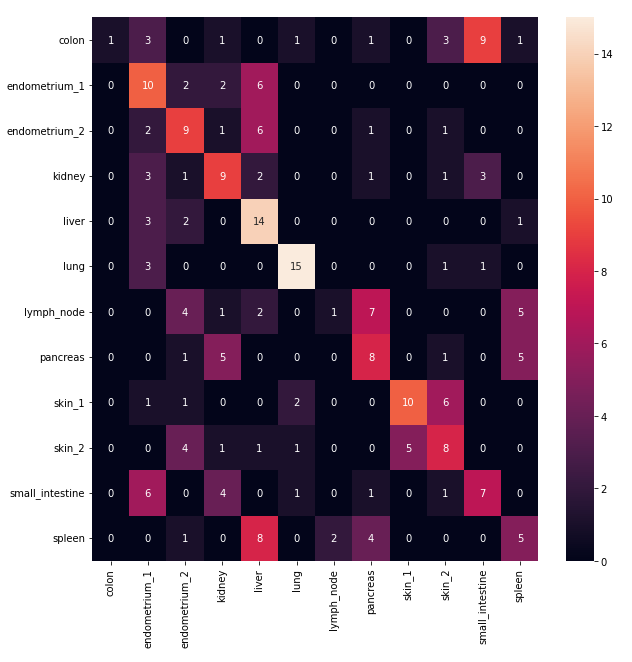 colon 1 3 0 1 0 1 0 1 0 3 9 1
endometrium_1 0 10 2 2 6 0 0 0 0 0 0 0
endometrium_2 0 2 9 1 6 0 0 1 0 1 0 0
kidney 0 3 1 9 2 0 0 1 0 1 3 0
liver 0 3 2 0 14 0 0 0 0 0 0 1
lung 0 3 0 0 0 15 0 0 0 1 1 0
lymph_node 0 0 4 1 2 0 1 7 0 0 0 5
pancreas 0 0 1 5 0 0 0 8 0 1 0 5
skin_1 0 1 1 0 0 2 0 0 10 6 0 0
skin_2 0 0 4 1 1 1 0 0 5 8 0 0
small_intestine 0 6 0 4 0 1 0 1 0 1 7 0
spleen 0 0 1 0 8 0 2 4 0 0 0 5
colon
endometrium_1
endometrium_2
kidney
liver
lung
lymph_node
pancreas
skin_1
skin_2
small_intestine
spleen
14
12
10
8
6
4
2
0